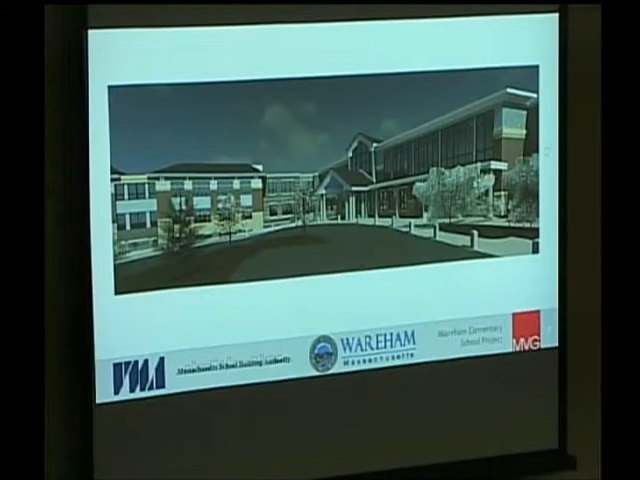 Massachusetts School Building Authority
WAREHAM
Massachusetts
Wareham Elementary
School Project
MVG